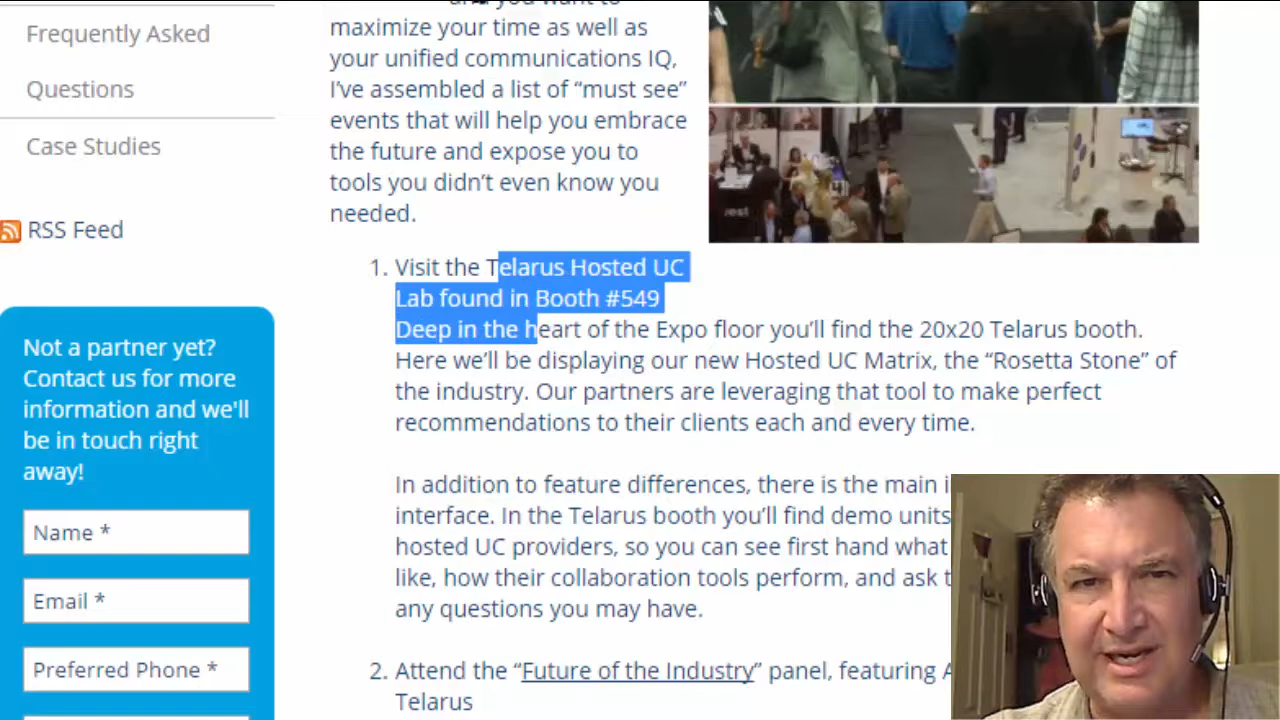 Frequently Asked
Questions
Case Studies
RSS Feed
Not a partner yet?
Contact us for more
information and we'll
be in touch right
away!
Name *
Email *
Preferred Phone *
and you want to
maximize your time as well as
your unified communications IQ,
I’ve assembled a list of “must see”
events that will help you embrace
the future and expose you to
tools you didn’t even know you
needed.
1. Visit the Telarus Hosted UC
Lab found in Booth #549
Deep in the heart of the Expo floor you’ll find the 20x20 Telarus booth.
Here we’ll be displaying our new Hosted UC Matrix, the “Rosetta Stone” of
the industry. Our partners are leveraging that tool to make perfect
recommendations to their clients each and every time.
In addition to feature differences, there is the main i
interface. In the Telarus booth you’ll find demo units
hosted UC providers, so you can see first hand what
like, how their collaboration tools perform, and ask t
any questions you may have.
2. Attend the “Future of the Industry” panel, featuring A
Telarus